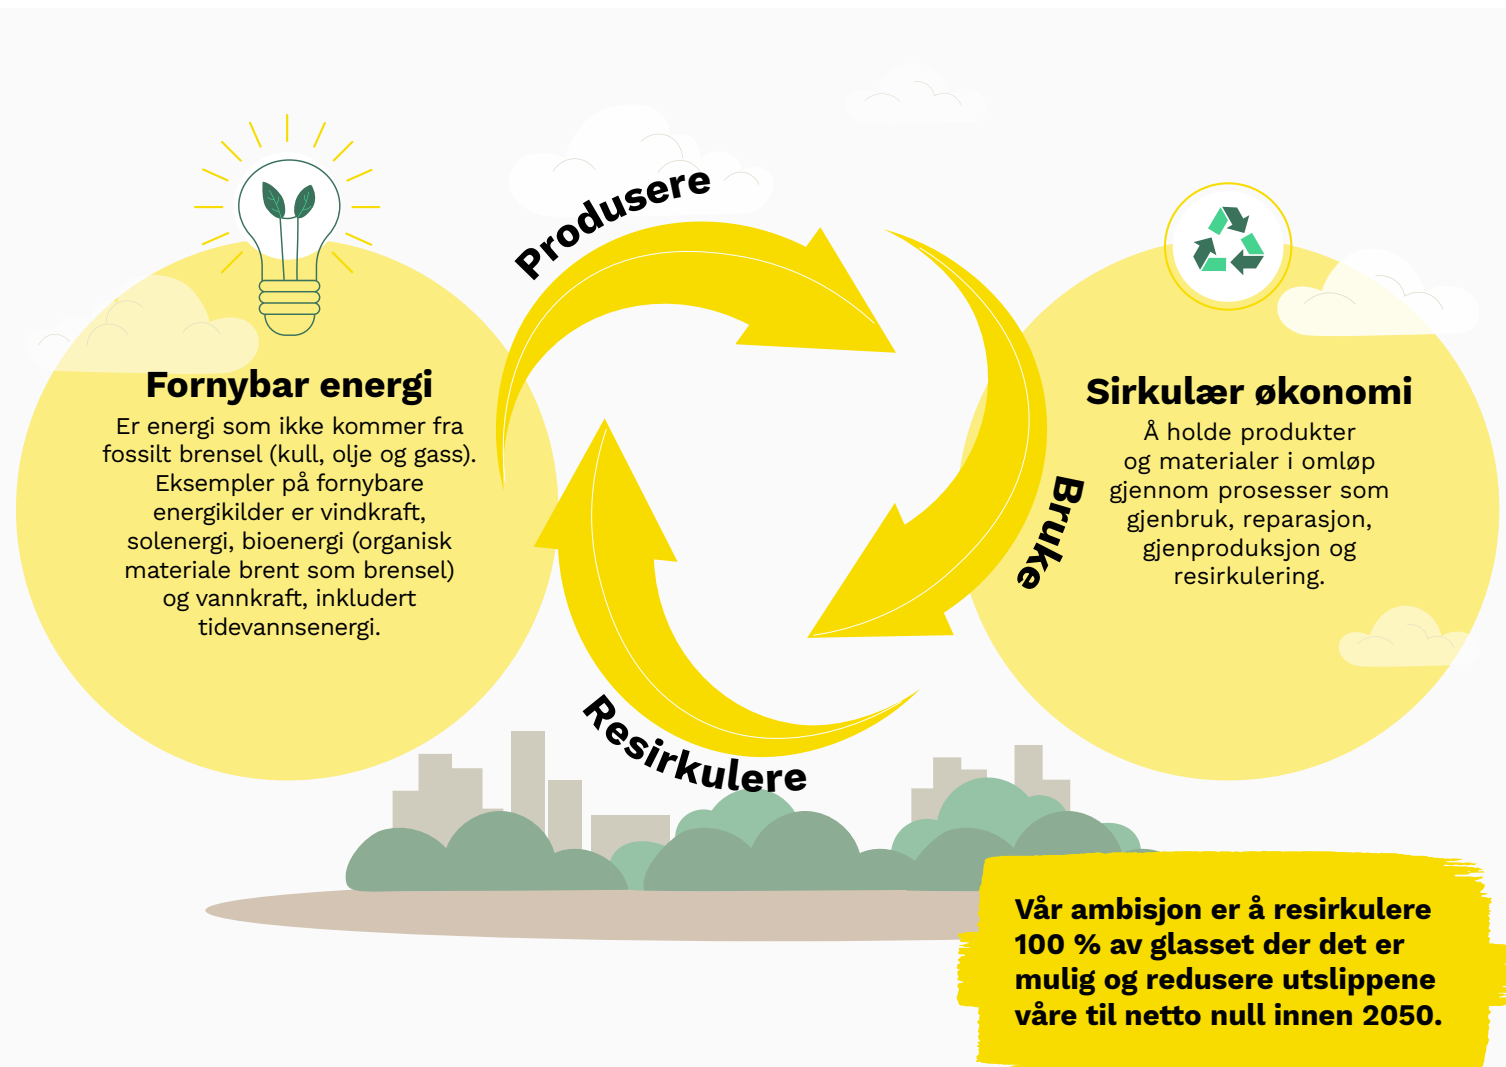 Produsere
Fornybar energi
Er energi som ikke kommer fra
fossilt brensel (kull, olje og gass).
Eksempler på fornybare
energikilder er vindkraft,
solenergi, bioenergi (organisk
materiale brent som brensel)
og vannkraft, inkludert
tidevannsenergi.
Sirkulær økonomi
Å holde produkter
og materialer i omløp
gjennom prosesser som
gjenbruk, reparasjon,
gjenproduksjon og
resirkulering.
Bruke
Resirkulere
Vår ambisjon er å resirkulere
100 % av glasset der det er
mulig og redusere utslippene
våre til netto null innen 2050.